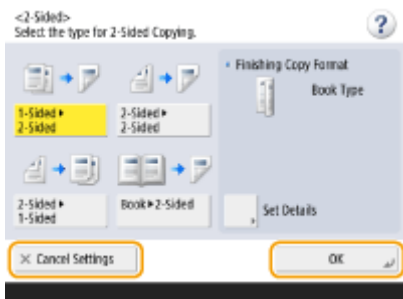 <2-Sided>
Select the type for 2-Sided Copying.
?
Finishing Copy Format
Book Type
1-Sided▶
2-Sided
2-Sided▶
2-Sided
2-Sided▶
1-Sided
Book▶2-Sided
Set Details
× Cancel Settings
OK